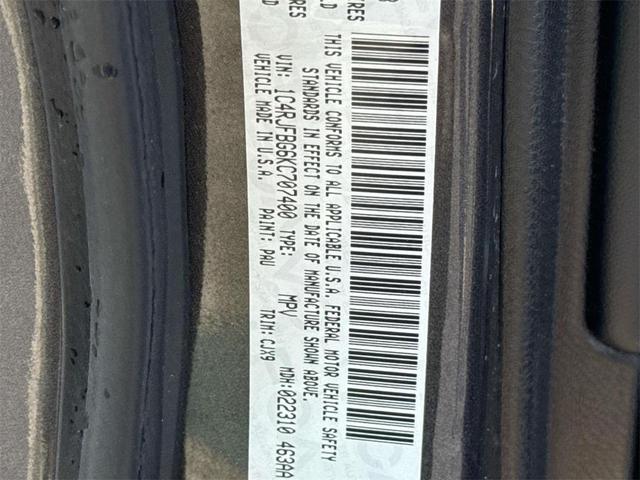 THIS VEHICLE CONFORMS TO ALL APPLICABLE U.S.A. FEDERAL MOTOR VEHICLE SAFETY
STANDARDS IN EFFECT ON THE DATE OF MANUFACTURE SHOWN ABOVE.
VIN: 1C4RJFBG6KC707400 TYPE: MPV MDH:022310 463AA
VEHICLE MADE IN U.S.A. PAINT: PAU TRIM: CJX9